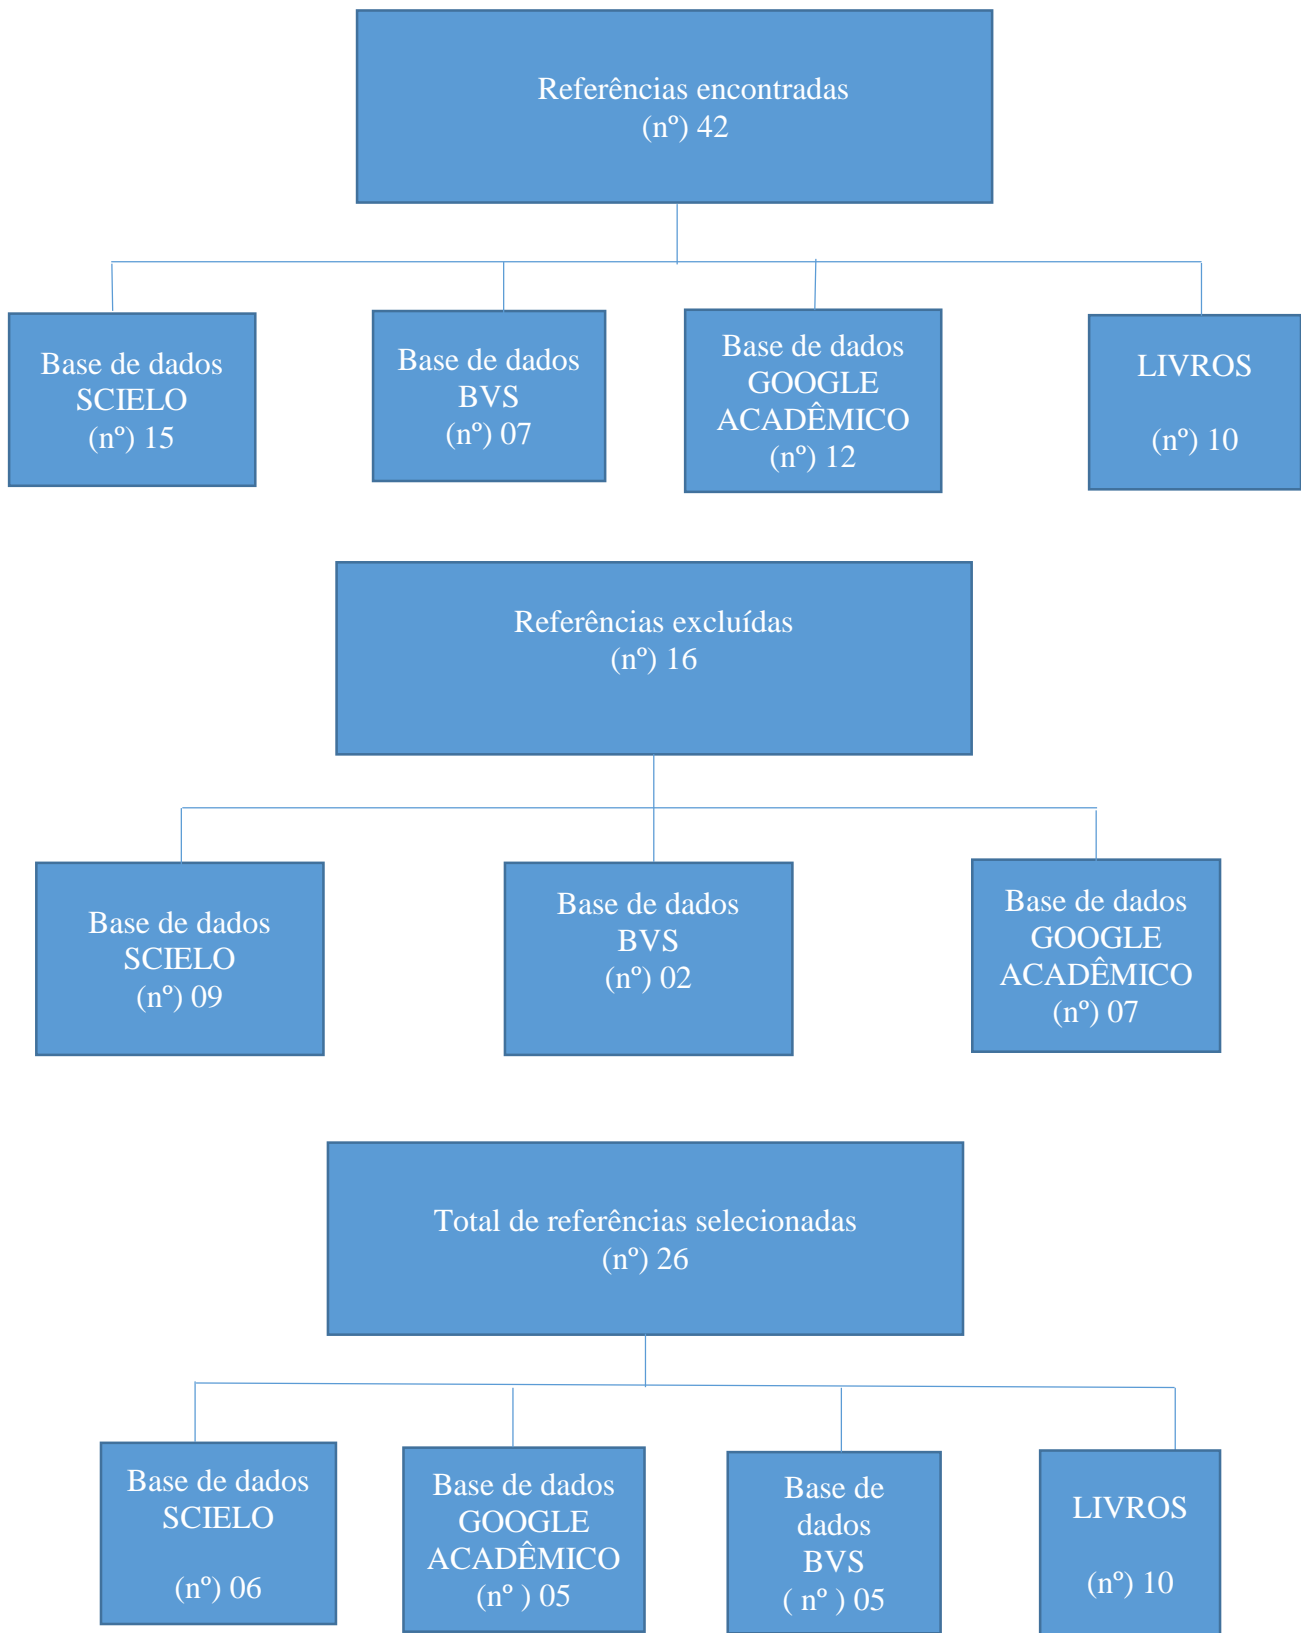 Referências encontradas
(nº) 42
Base de dados
SCIELO
(nº) 15
Base de dados
BVS
(nº) 07
Base de dados
GOOGLE
ACADÊMICO
(nº) 12
LIVROS
(nº) 10
Referências excluídas
(nº) 16
Base de dados
SCIELO
(nº) 09
Base de dados
BVS
(nº) 02
Base de dados
GOOGLE
ACADÊMICO
(nº) 07
Total de referências selecionadas
(nº) 26
Base de dados
SCIELO
(nº) 06
Base de dados
GOOGLE
ACADÊMICO
(nº ) 05
Base de
dados
BVS
( nº ) 05
LIVROS
(nº) 10